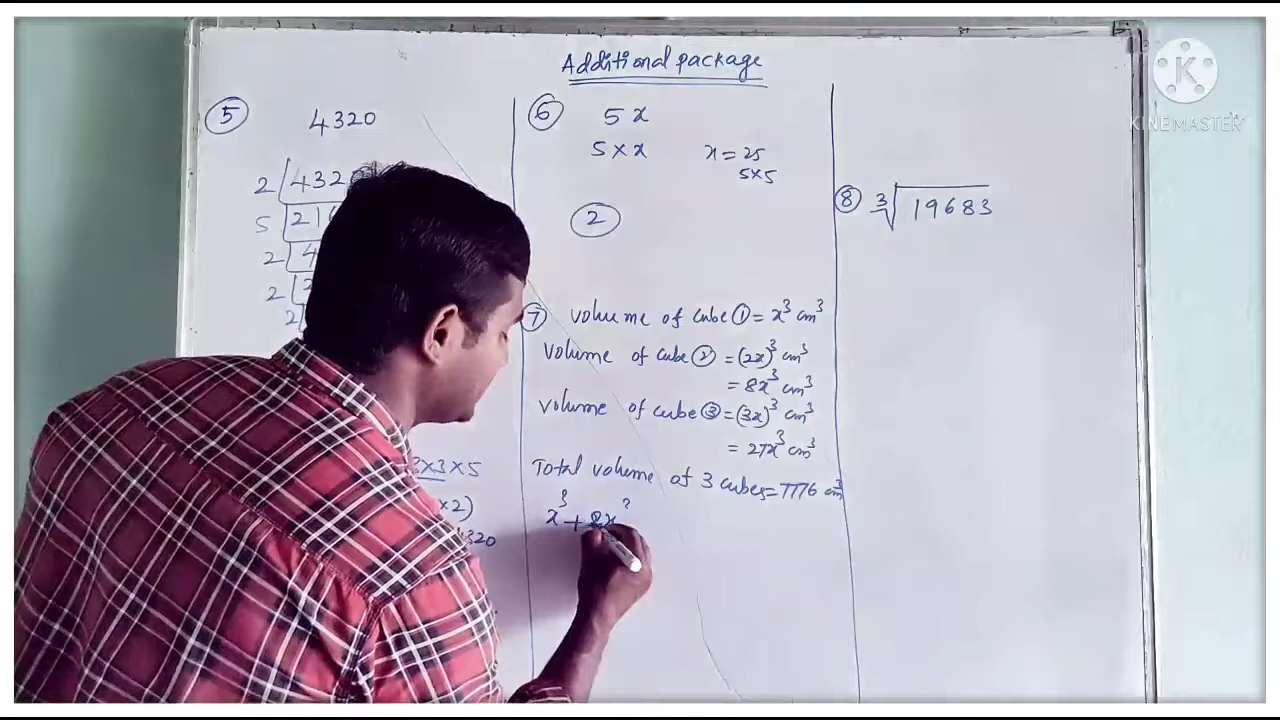 Additional package
⑤ 4320
2 432
5 21
2 4
2
2
3×3×5
×2)
4320
⑥ 5x
5×x x=25
5×5
②
⑦ volume of cube ① = x³ cm³
Volume of cube ② = (2x)³ cm³
= 8x³ cm³
Volume of cube ③ = (3x)³ cm³
= 27x³ cm³
Total volume of 3 cubes = 7776 cm³
x³ + 8x³
⑧ ³√19683
K
KINEMASTER